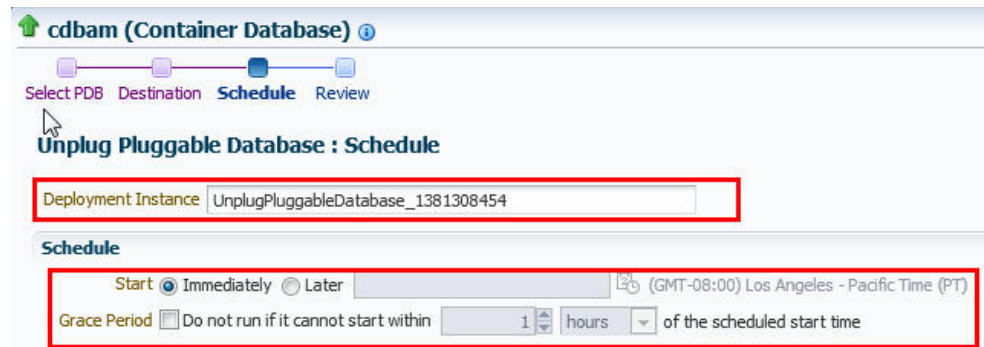 cdbam (Container Database)
Select PDB Destination Schedule Review
Unplug Pluggable Database : Schedule
Deployment Instance UnplugPluggableDatabase_1381308454
Schedule
Start Immediately Later (GMT-08:00) Los Angeles - Pacific Time (PT)
Grace Period Do not run if it cannot start within 1 hours of the scheduled start time